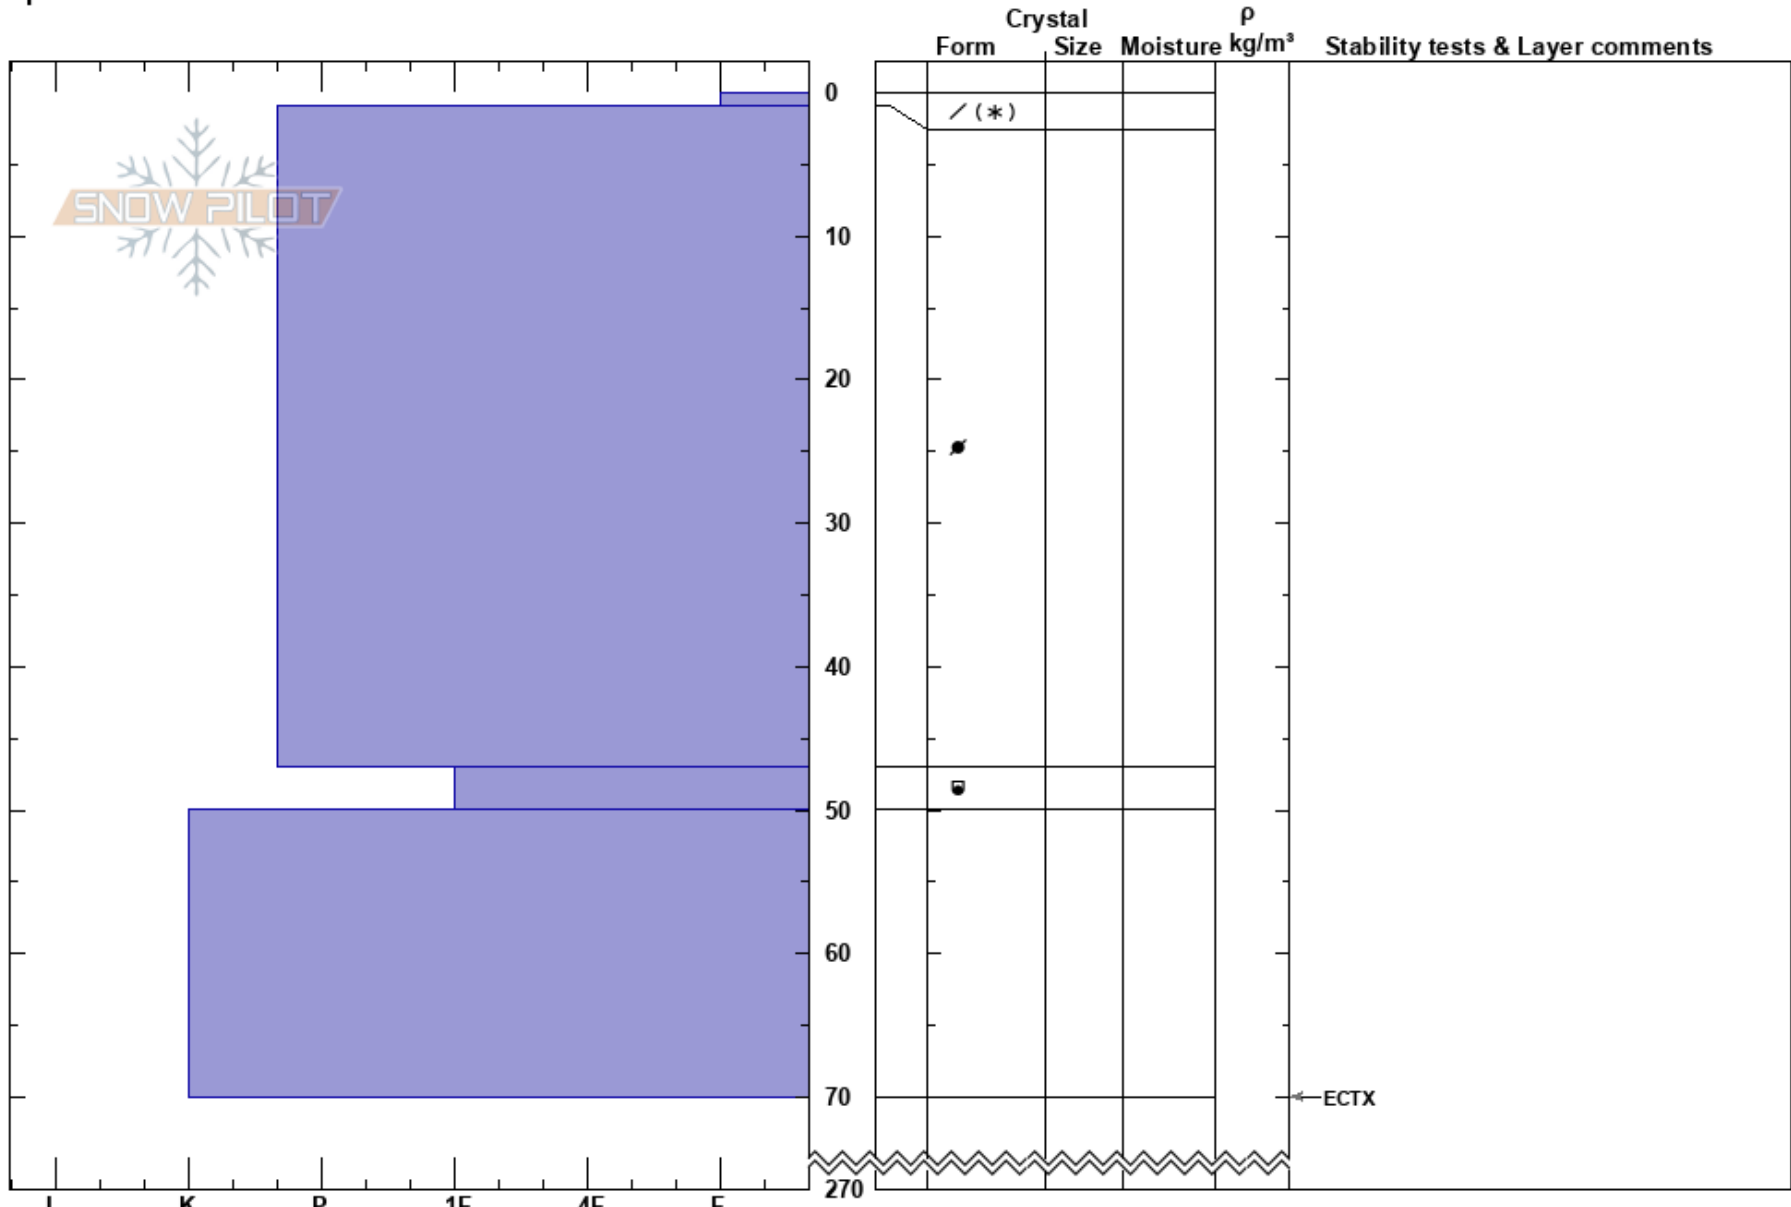 Crystal
ρ
Form Size Moisture kg/m³ Stability tests & Layer comments
0
/ (*)
SNOW PILOT
10
20
30
40
50
60
70
ECTX
270
I K P 1F 4F F